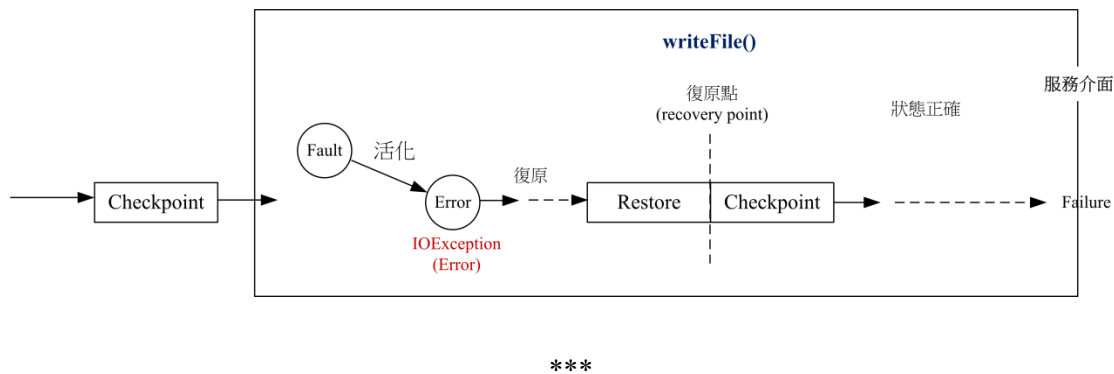 writeFile()
服務介面
復原點
(recovery point)
狀態正確
Fault
活化
復原
Checkpoint
Error
Restore
Checkpoint
Failure
IOException
(Error)
***